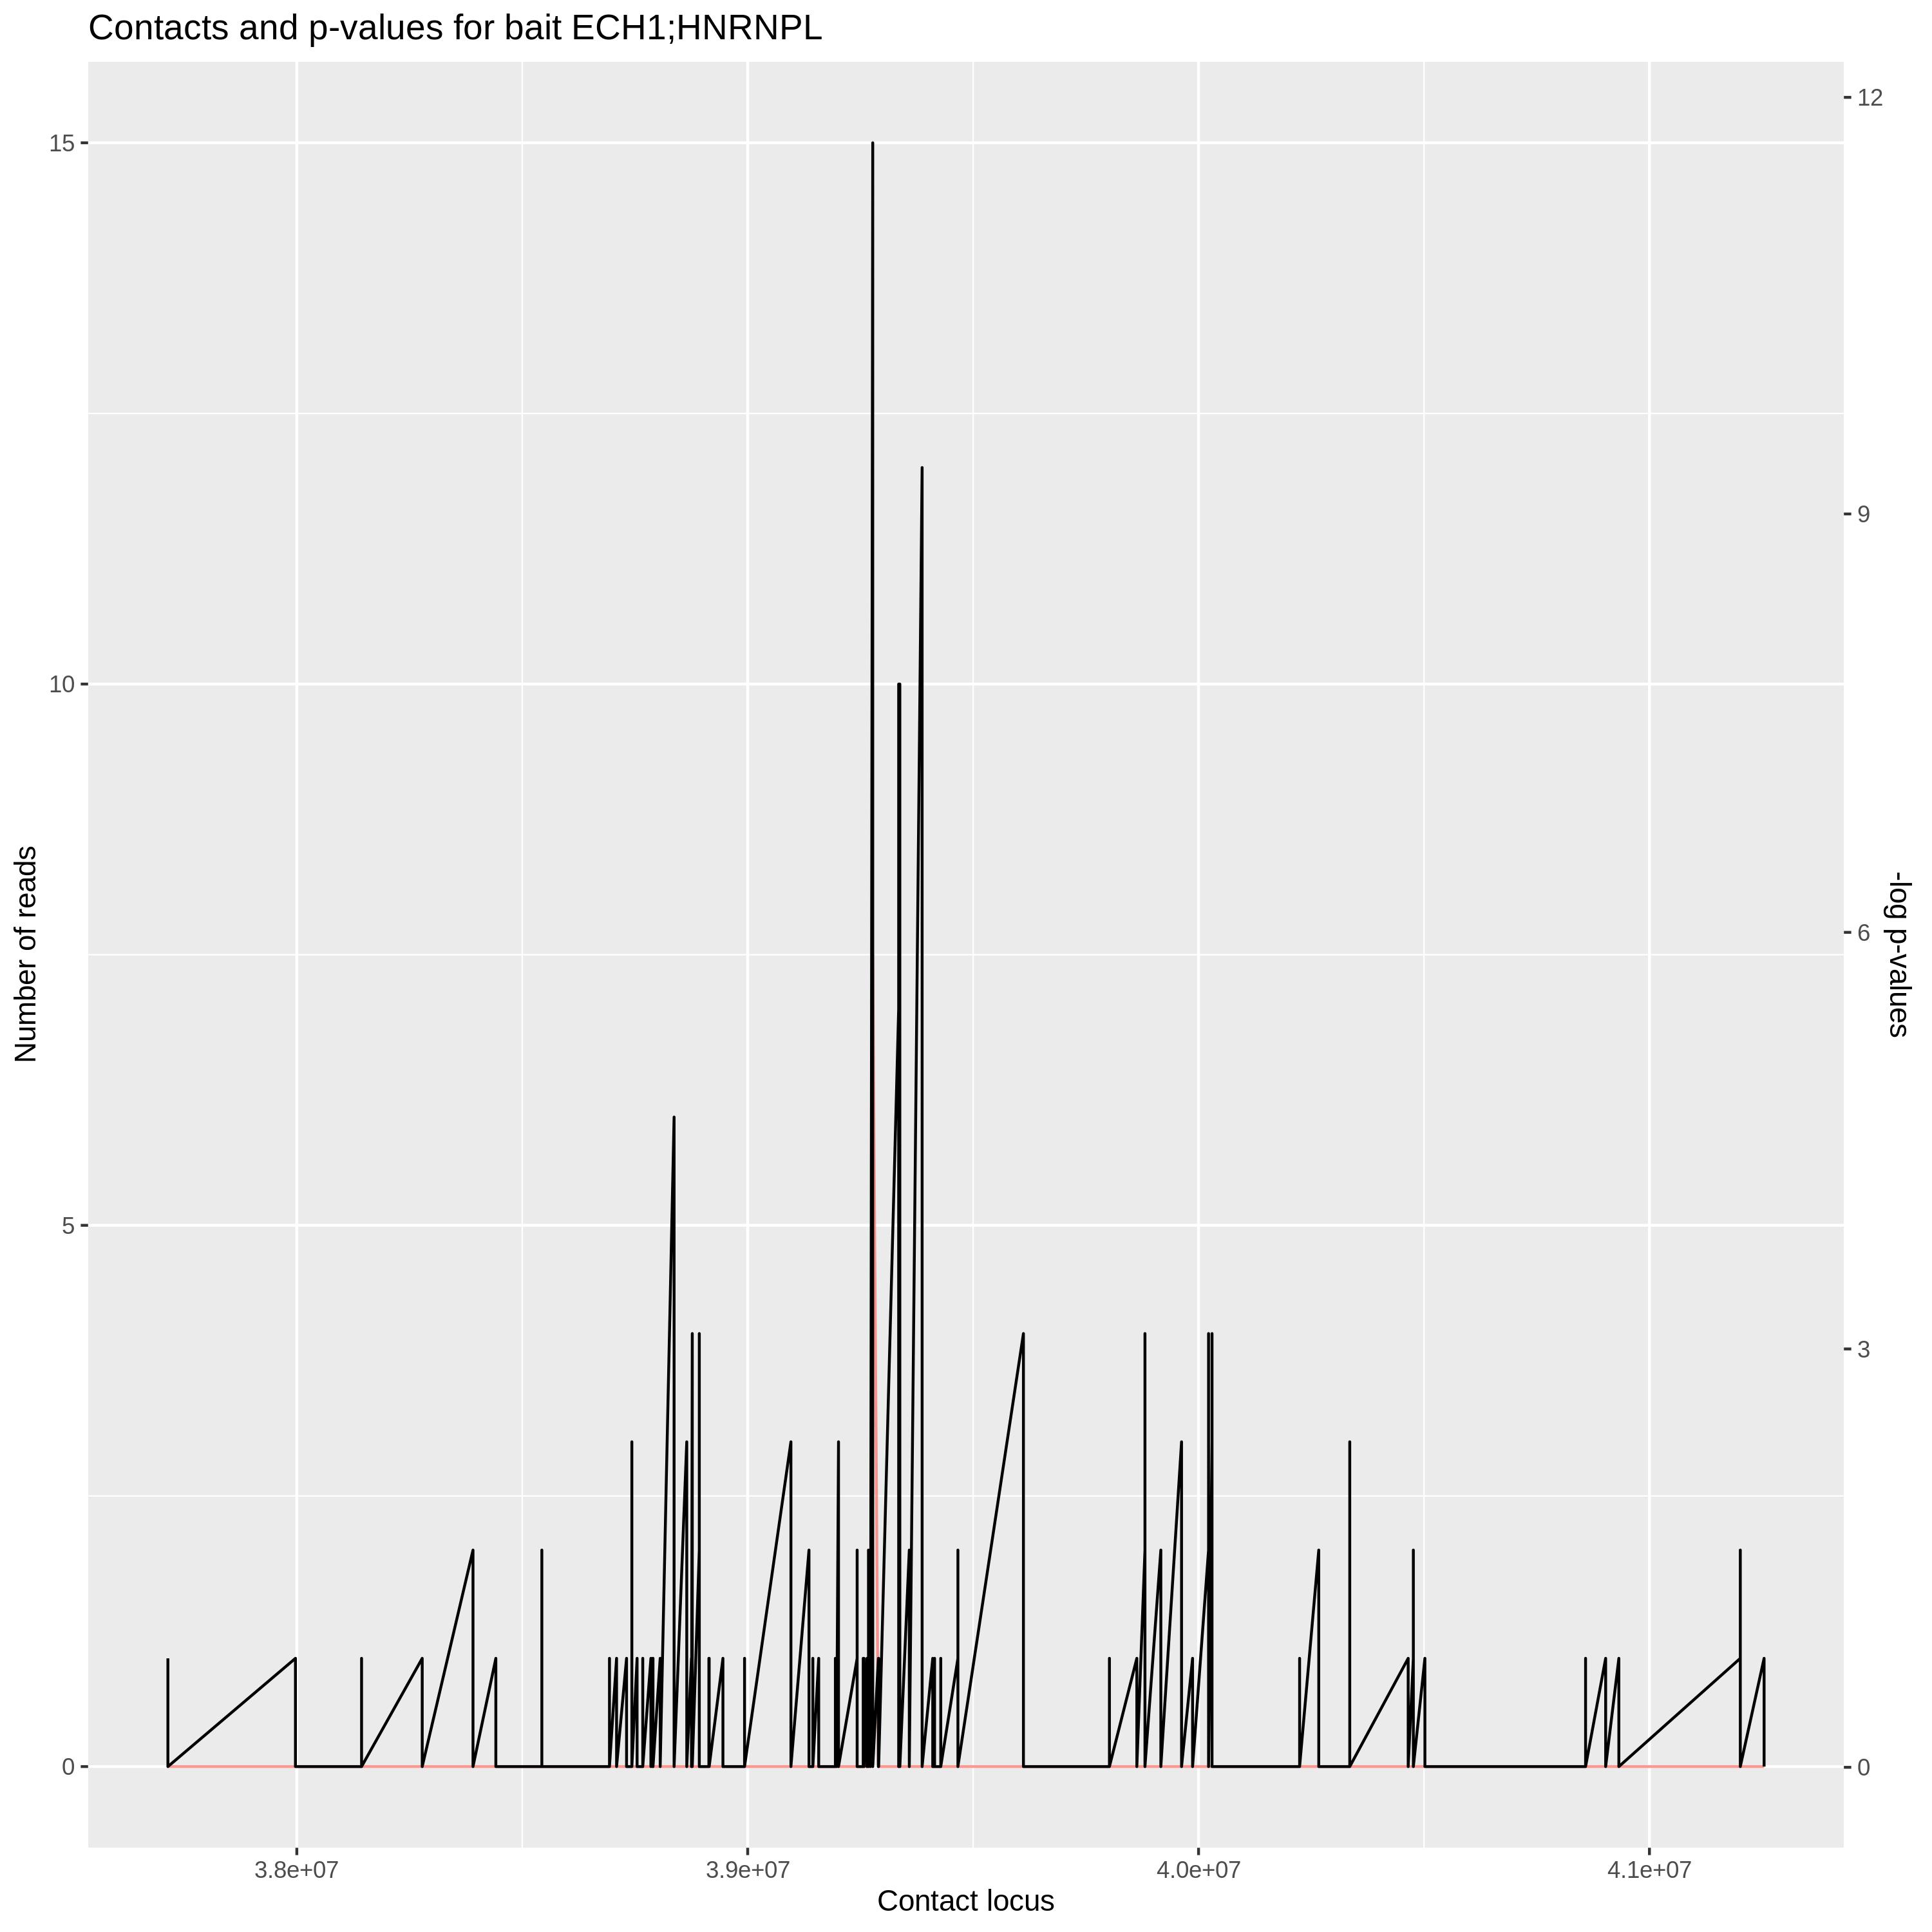 Contacts and p-values for bait ECH1;HNRNPL
15
10
5
0
Number of reads
12
9
6
3
0
-log p-values
3.8e+07
3.9e+07
4.0e+07
4.1e+07
Contact locus